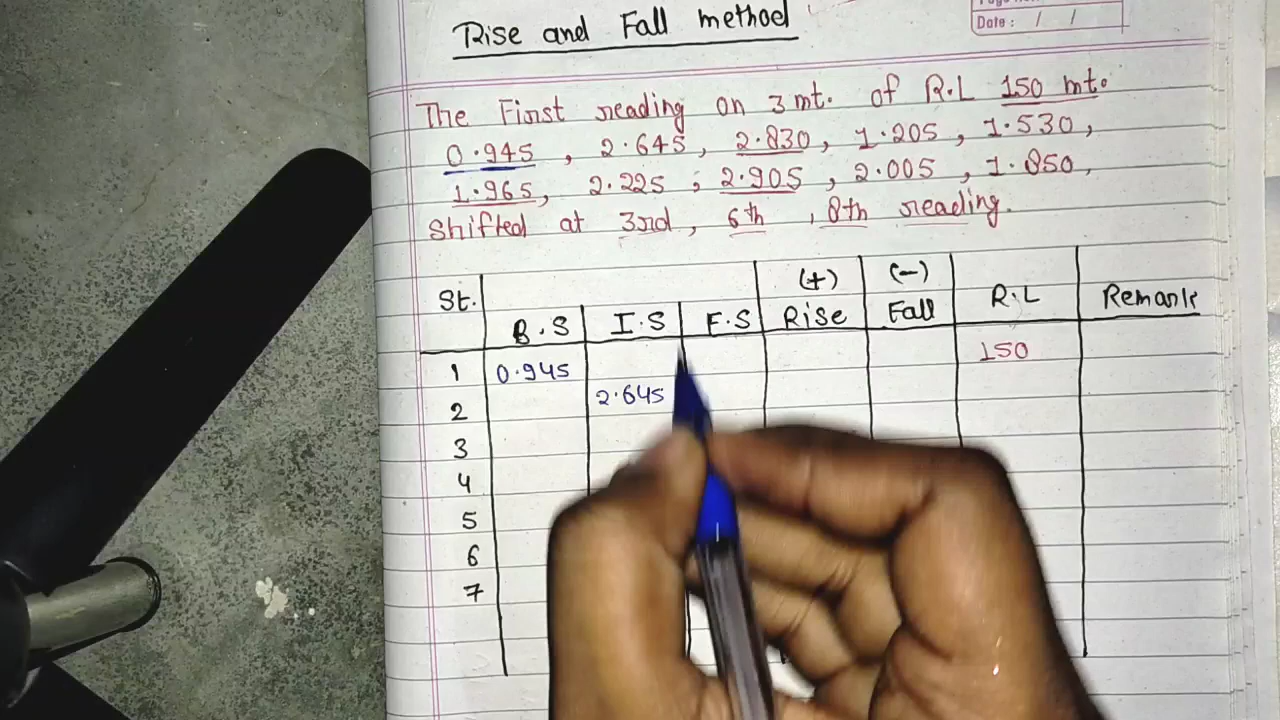 Rise and Fall method
Date : / /
The First reading on 3 mt. of R.L 150 mt.
0.945 , 2.645, 2.830, 1.205, 1.530,
1.965, 2.225 , 2.905 , 2.005 , 1.850,
Shifted at 3rd, 6th , 8th reading.
St. B.S I.S F.S (+) Rise (-) Fall R.L Remark
1 0.945 150
2 2.645
3
4
5
6
7